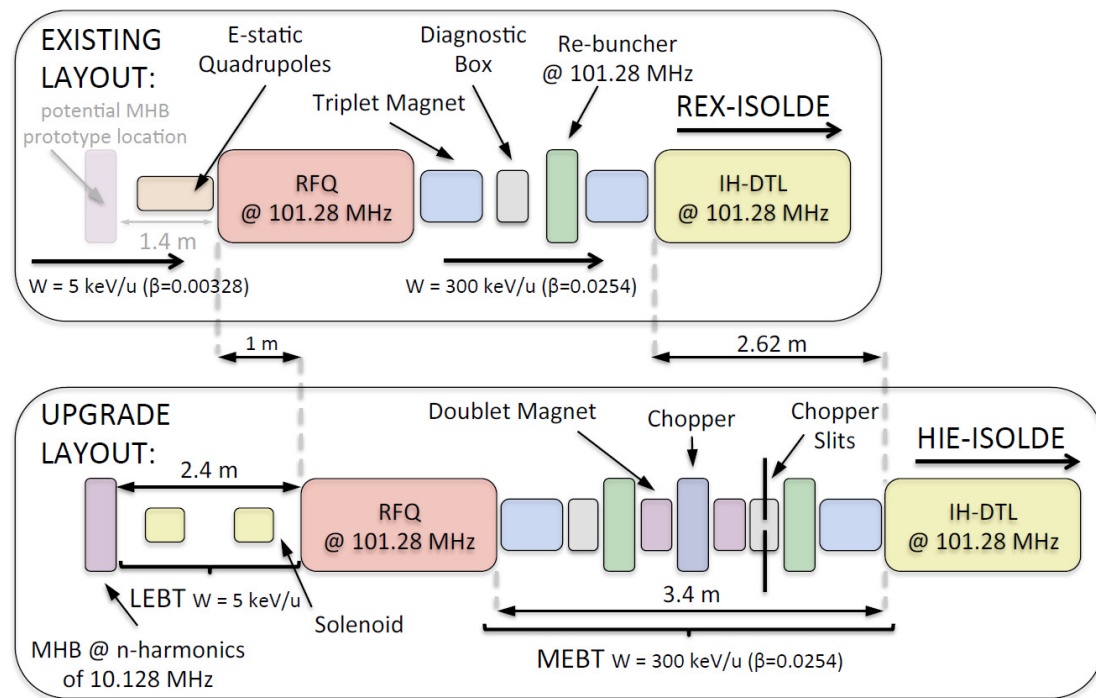 EXISTING
LAYOUT:
E-static
Quadrupoles
Diagnostic
Box
Re-buncher
@ 101.28 MHz
Triplet Magnet
potential MHB
prototype location
REX-ISOLDE
RFQ
@ 101.28 MHz
IH-DTL
@ 101.28 MHz
1.4 m
W = 5 keV/u (β=0.00328)
W = 300 keV/u (β=0.0254)
1 m
2.62 m
UPGRADE
LAYOUT:
Doublet Magnet
Chopper
Chopper
Slits
HIE-ISOLDE
2.4 m
RFQ
@ 101.28 MHz
IH-DTL
@ 101.28 MHz
LEBT W = 5 keV/u
Solenoid
3.4 m
MHB @ n-harmonics
of 10.128 MHz
MEBT W = 300 keV/u (β=0.0254)